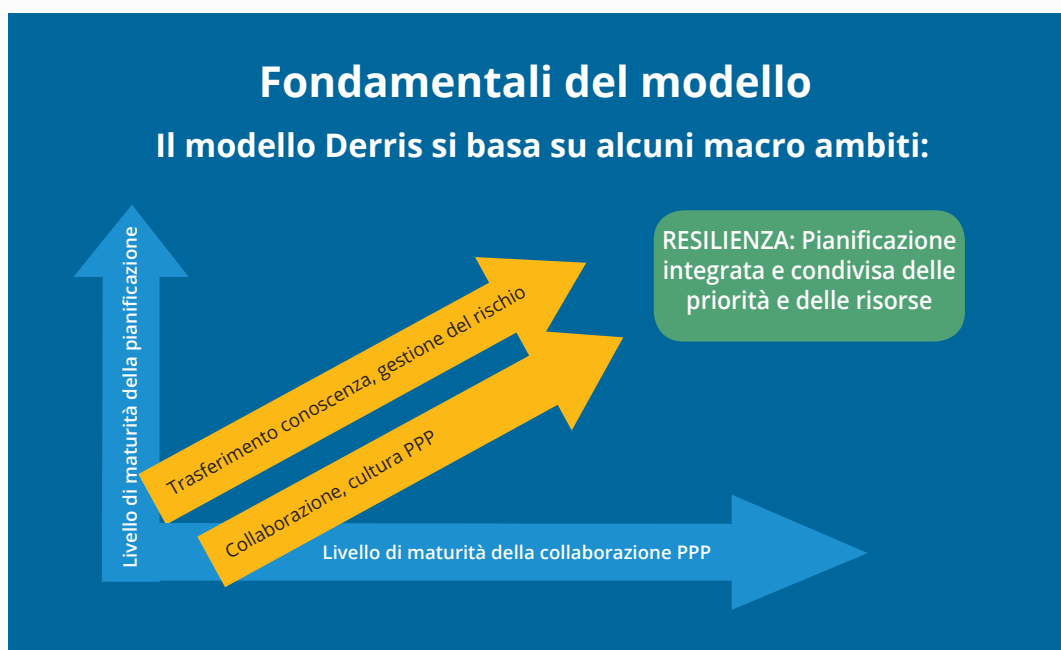 Fondamentali del modello
Il modello Derris si basa su alcuni macro ambiti:
Livello di maturità della pianificazione
Trasferimento conoscenza, gestione del rischio
Collaborazione, cultura PPP
RESILIENZA: Pianificazione
integrata e condivisa delle
priorità e delle risorse
Livello di maturità della collaborazione PPP